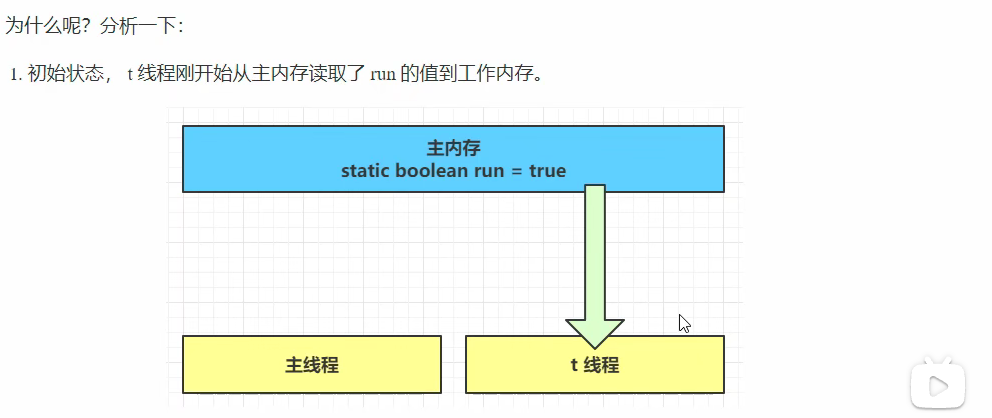 为什么呢？分析一下：
1. 初始状态， t 线程刚开始从主内存读取了 run 的值到工作内存。
主内存
static boolean run = true
主线程
t 线程